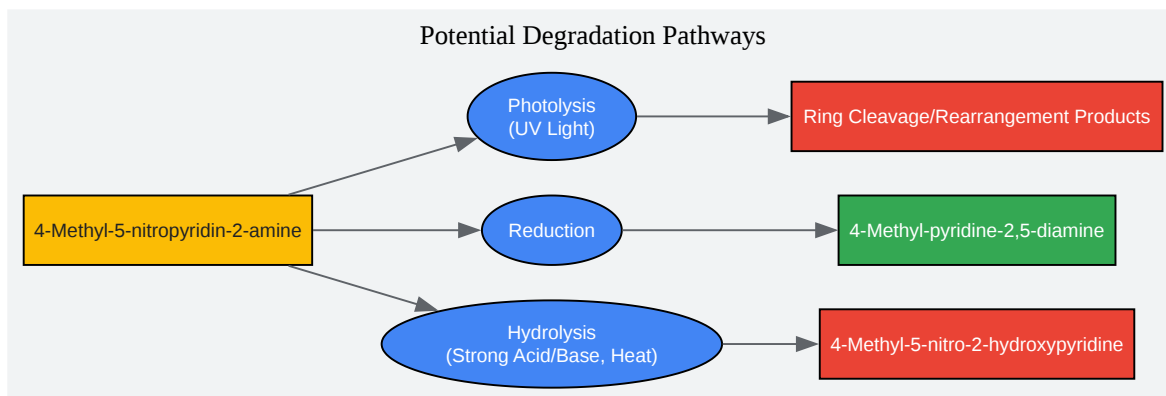 Potential Degradation Pathways
Photolysis
(UV Light)
Ring Cleavage/Rearrangement Products
4-Methyl-5-nitropyridin-2-amine
Reduction
4-Methyl-pyridine-2,5-diamine
Hydrolysis
(Strong Acid/Base, Heat)
4-Methyl-5-nitro-2-hydroxypyridine